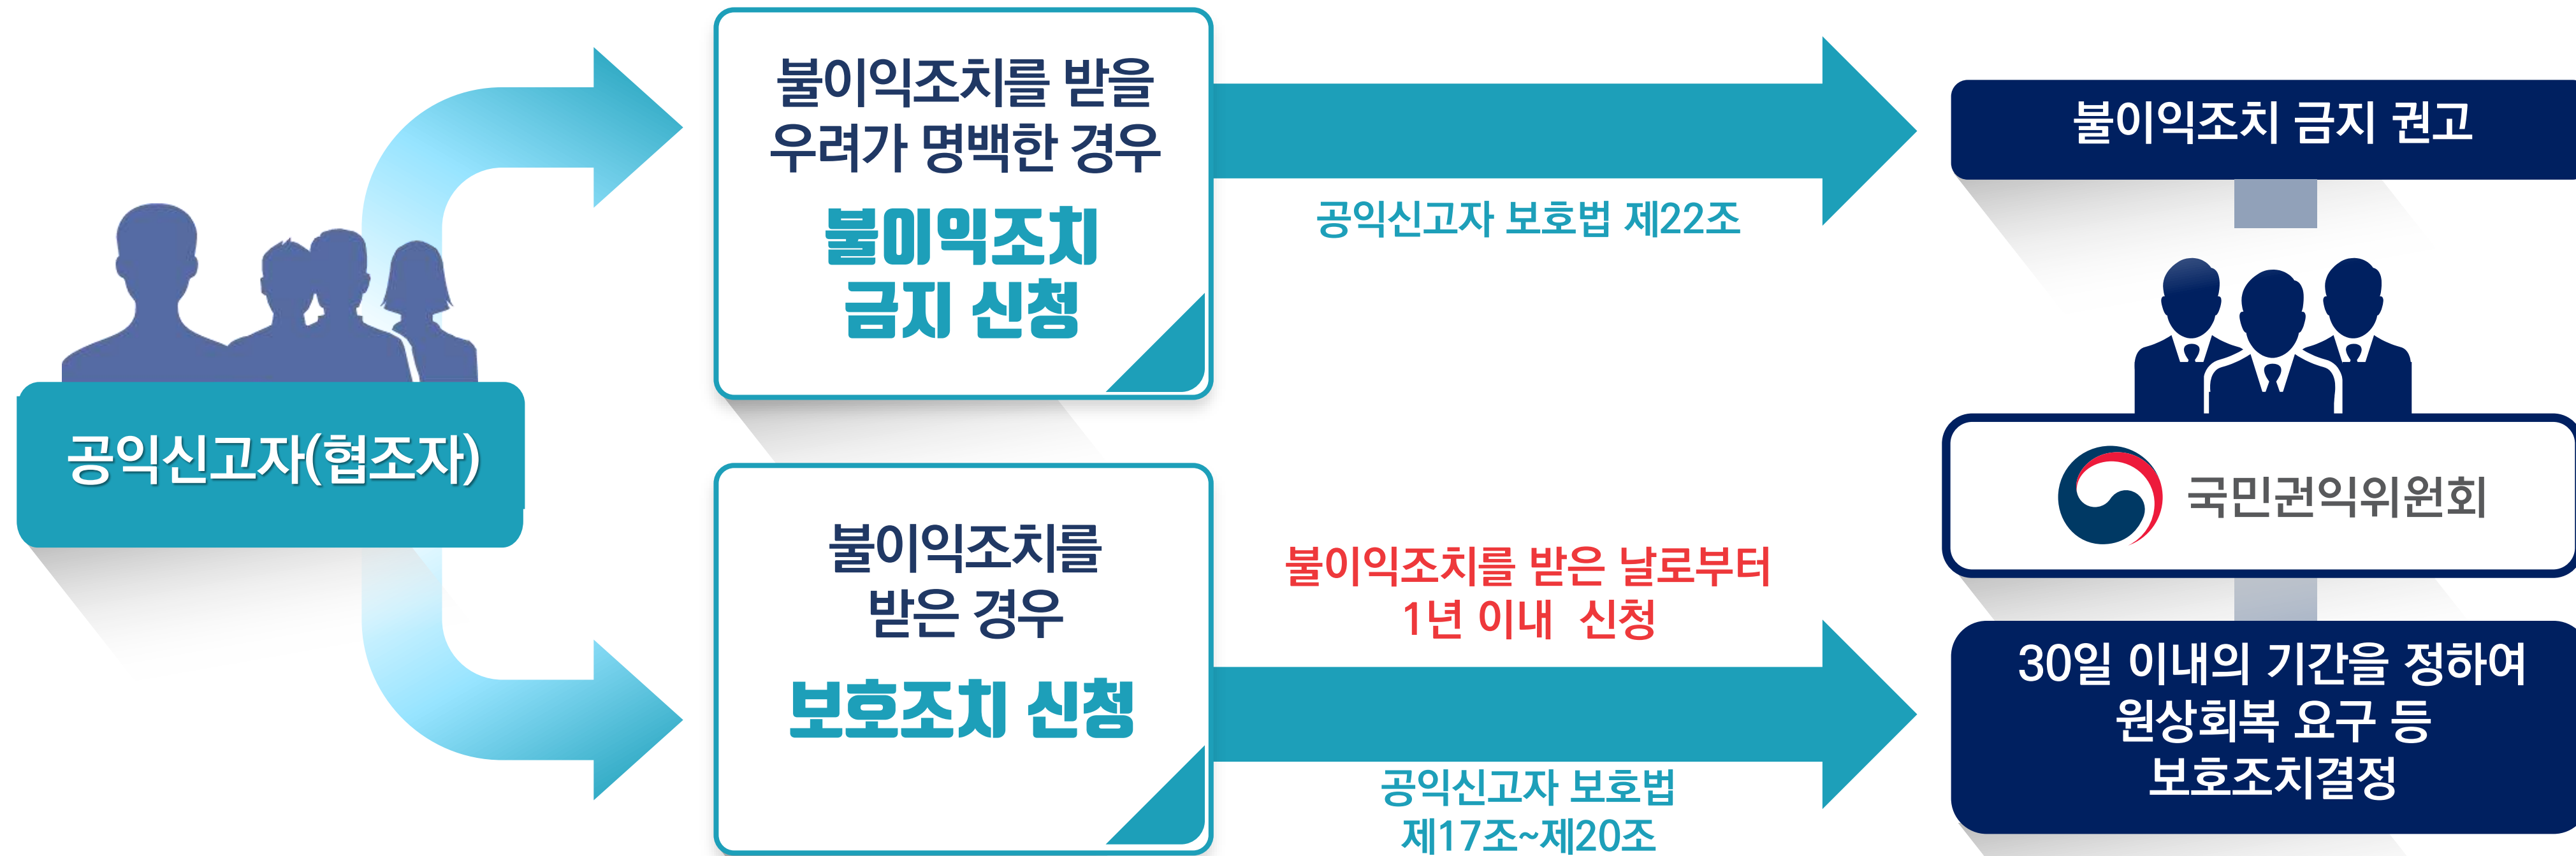 공익신고자(협조자)
불이익조치를 받을
우려가 명백한 경우
불이익조치
금지 신청
공익신고자 보호법 제22조
불이익조치 금지 권고
국민권익위원회
불이익조치를
받은 경우
보호조치 신청
불이익조치를 받은 날로부터
1년 이내 신청
공익신고자 보호법
제17조~제20조
30일 이내의 기간을 정하여
원상회복 요구 등
보호조치결정